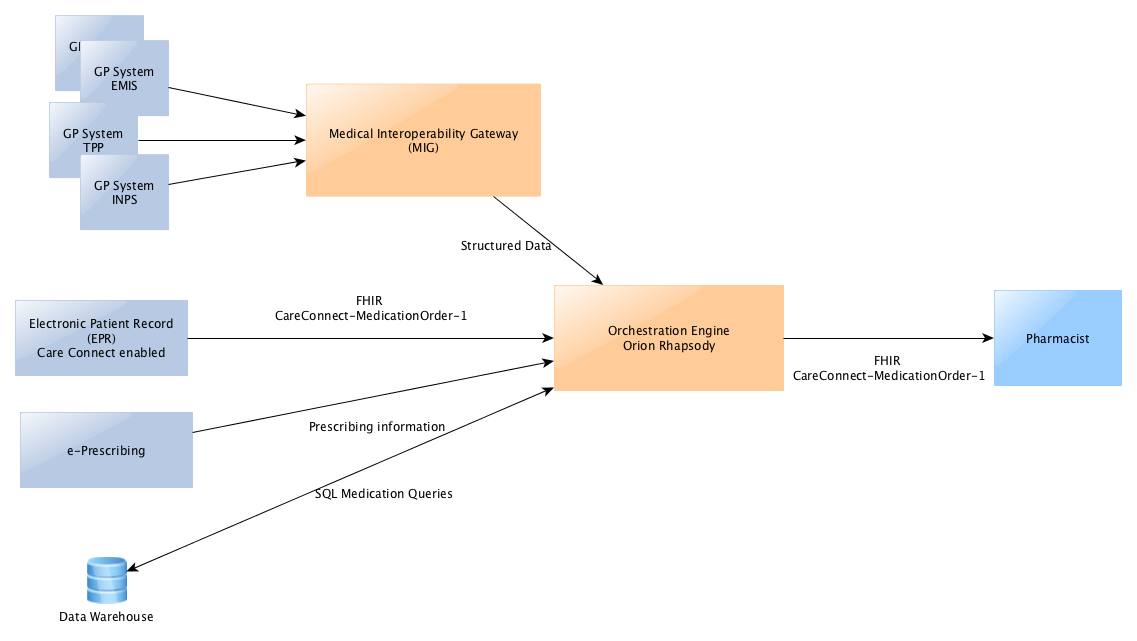 GP System
EMIS
GP System
TPP
GP System
INPS
Medical Interoperability Gateway
(MIG)
Structured Data
FHIR
CareConnect-MedicationOrder-1
Electronic Patient Record
(EPR)
Care Connect enabled
Orchestration Engine
Orion Rhapsody
Pharmacist
FHIR
CareConnect-MedicationOrder-1
e-Prescribing
Prescribing information
SQL Medication Queries
Data Warehouse